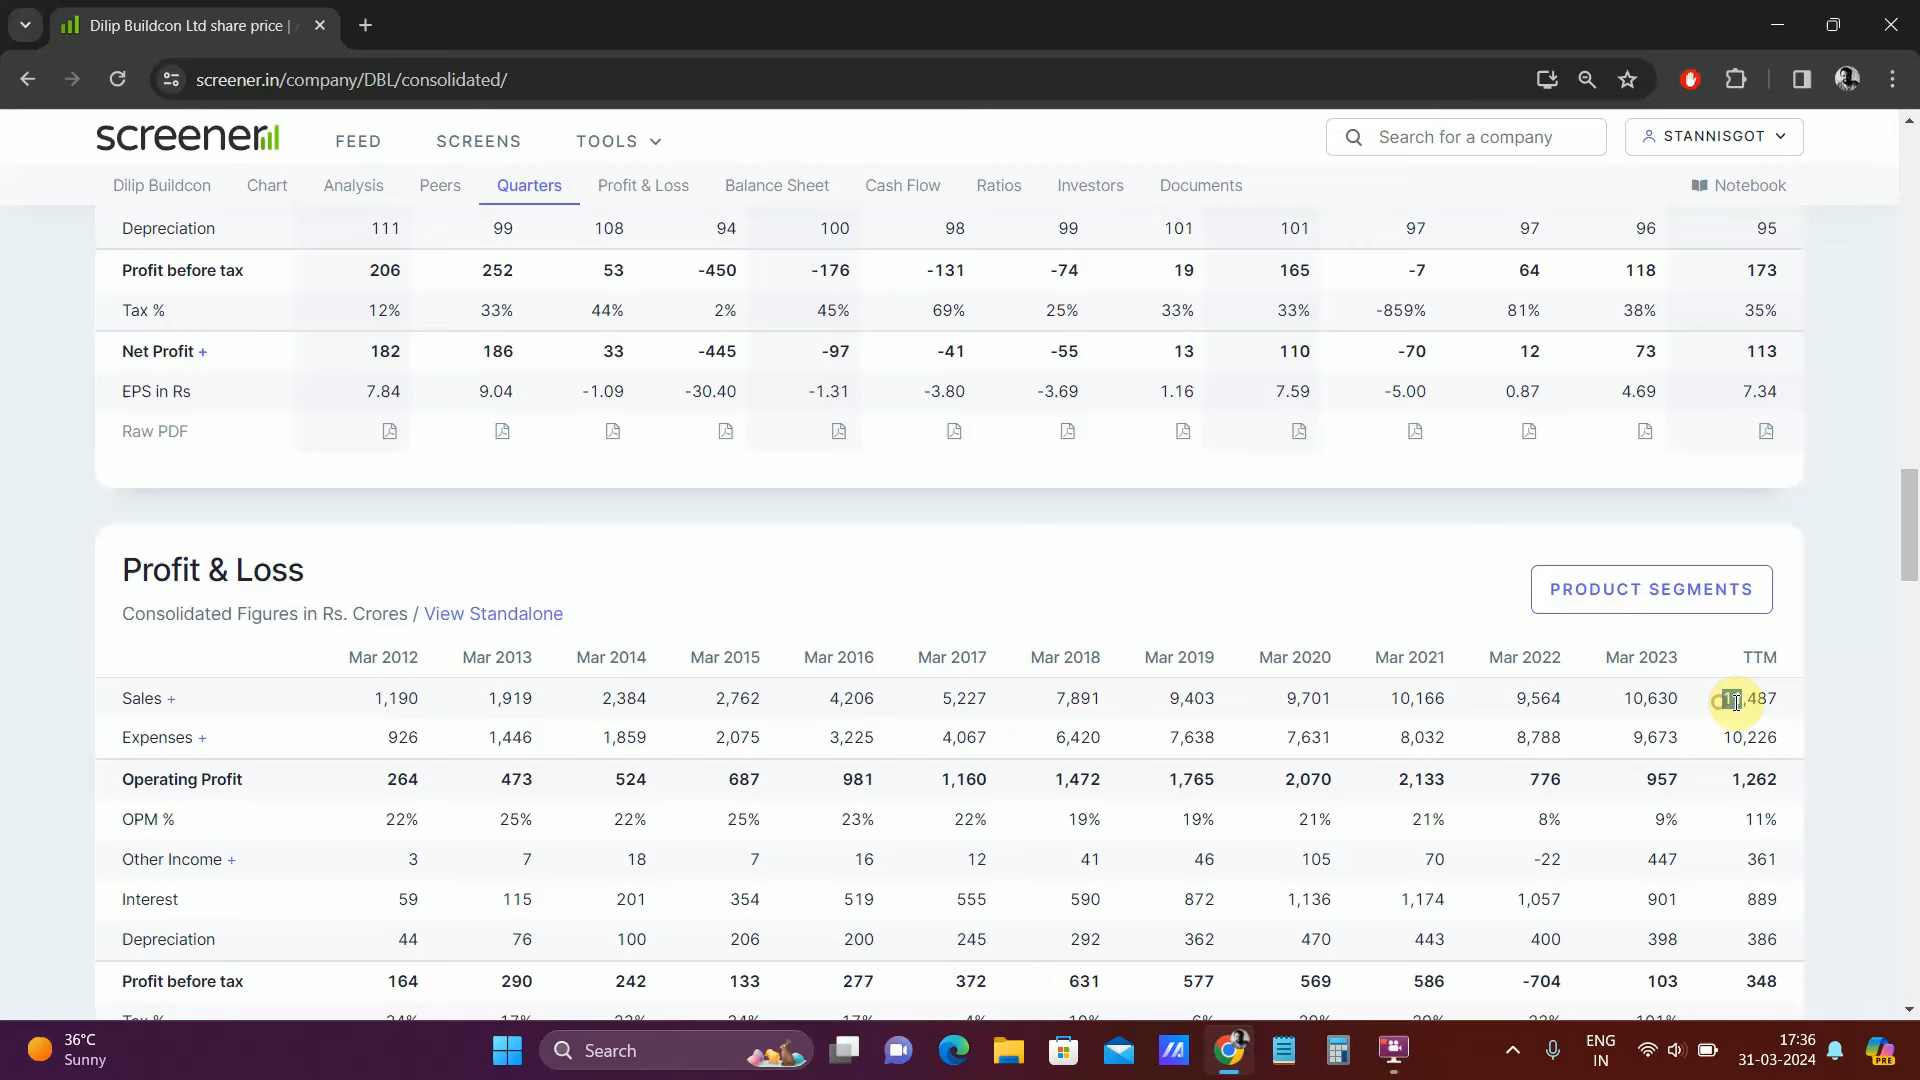 Dilip Buildcon Ltd share price |
screener.in/company/DBL/consolidated/
screener FEED SCREENS TOOLS Search for a company STANNISGOT
Dilip Buildcon Chart Analysis Peers Quarters Profit & Loss Balance Sheet Cash Flow Ratios Investors Documents Notebook
Depreciation 111 99 108 94 100 98 99 101 101 97 97 96 95
Profit before tax 206 252 53 -450 -176 -131 -74 19 165 -7 64 118 173
Tax % 12% 33% 44% 2% 45% 69% 25% 33% 33% -859% 81% 38% 35%
Net Profit + 182 186 33 -445 -97 -41 -55 13 110 -70 12 73 113
EPS in Rs 7.84 9.04 -1.09 -30.40 -1.31 -3.80 -3.69 1.16 7.59 -5.00 0.87 4.69 7.34
Raw PDF
Profit & Loss
PRODUCT SEGMENTS
Consolidated Figures in Rs. Crores / View Standalone
Mar 2012 Mar 2013 Mar 2014 Mar 2015 Mar 2016 Mar 2017 Mar 2018 Mar 2019 Mar 2020 Mar 2021 Mar 2022 Mar 2023 TTM
Sales + 1,190 1,919 2,384 2,762 4,206 5,227 7,891 9,403 9,701 10,166 9,564 10,630 11,487
Expenses + 926 1,446 1,859 2,075 3,225 4,067 6,420 7,638 7,631 8,032 8,788 9,673 10,226
Operating Profit 264 473 524 687 981 1,160 1,472 1,765 2,070 2,133 776 957 1,262
OPM % 22% 25% 22% 25% 23% 22% 19% 19% 21% 21% 8% 9% 11%
Other Income + 3 7 18 7 16 12 41 46 105 70 -22 447 361
Interest 59 115 201 354 519 555 590 872 1,136 1,174 1,057 901 889
Depreciation 44 76 100 206 200 245 292 362 470 443 400 398 386
Profit before tax 164 290 242 133 277 372 631 577 569 586 -704 103 348
36°C
Sunny
Search
ENG
IN
17:36
31-03-2024
PRE